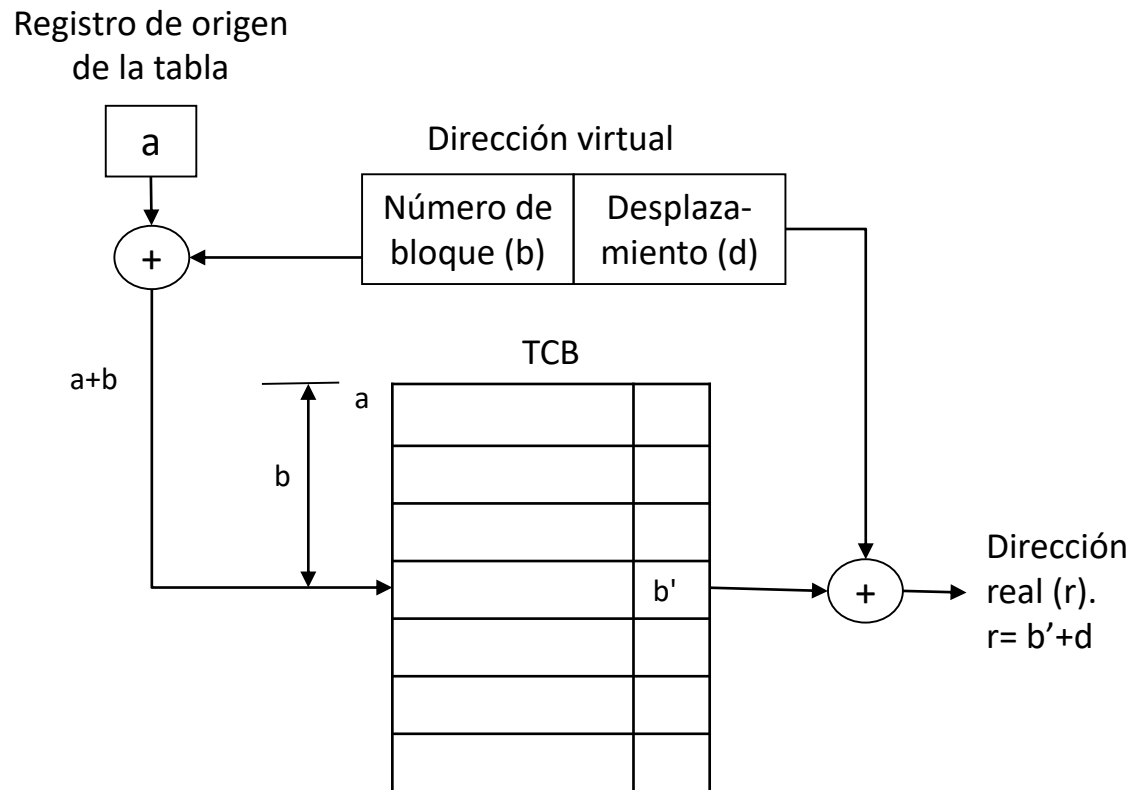 Registro de origen
de la tabla
a
Dirección virtual
Número de
bloque (b)
Desplaza-
miento (d)
+
TCB
a+b
a
b
b'
+
Dirección
real (r).
r= b’+d